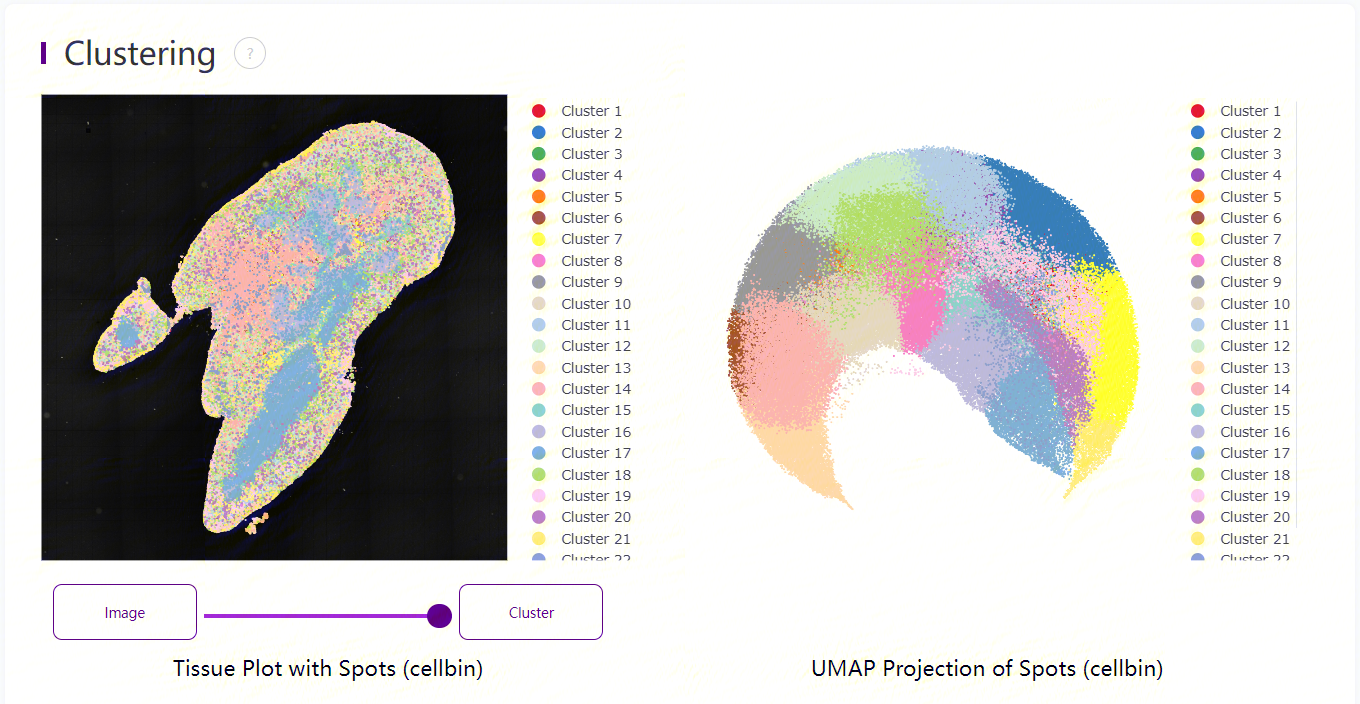 Clustering ?
Cluster 1
Cluster 2
Cluster 3
Cluster 4
Cluster 5
Cluster 6
Cluster 7
Cluster 8
Cluster 9
Cluster 10
Cluster 11
Cluster 12
Cluster 13
Cluster 14
Cluster 15
Cluster 16
Cluster 17
Cluster 18
Cluster 19
Cluster 20
Cluster 21
Cluster 22
Image
Cluster
Tissue Plot with Spots (cellbin)
Cluster 1
Cluster 2
Cluster 3
Cluster 4
Cluster 5
Cluster 6
Cluster 7
Cluster 8
Cluster 9
Cluster 10
Cluster 11
Cluster 12
Cluster 13
Cluster 14
Cluster 15
Cluster 16
Cluster 17
Cluster 18
Cluster 19
Cluster 20
Cluster 21
Cluster 22
UMAP Projection of Spots (cellbin)